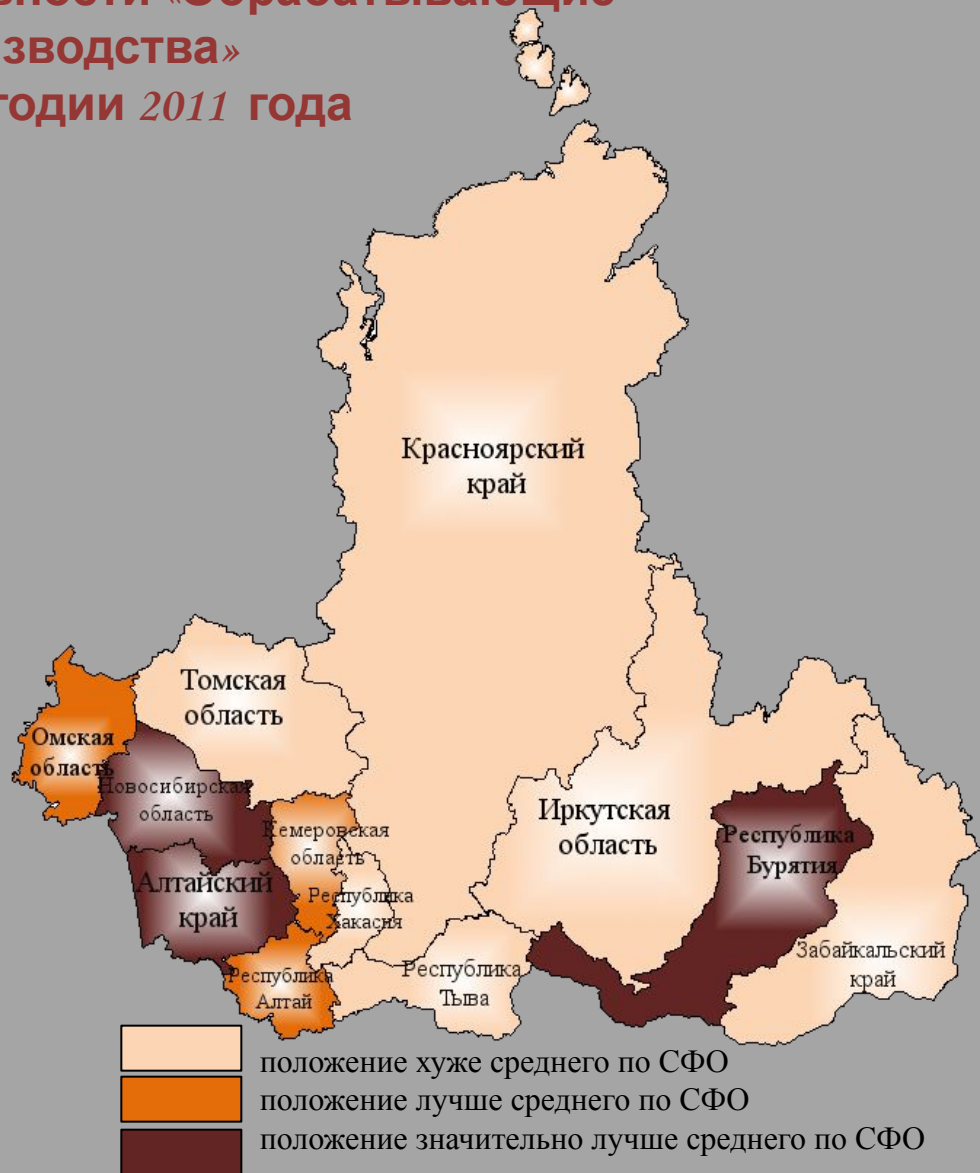 зводства»
годии 2011 года
Красноярский
край
Томская
область
Омская
область
Новосибирская
область
Кемеровская
область
Иркутская
область
Республика
Бурятия
Алтайский
край
Республика
Хакасия
Забайкальский
край
Республика
Тыва
Республика
Алтай
положение хуже среднего по СФО
положение лучше среднего по СФО
положение значительно лучше среднего по СФО